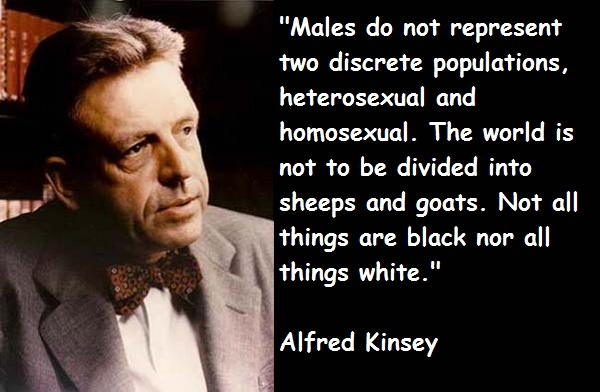 "Males do not represent
two discrete populations,
heterosexual and
homosexual. The world is
not to be divided into
sheeps and goats. Not all
things are black nor all
things white."
Alfred Kinsey